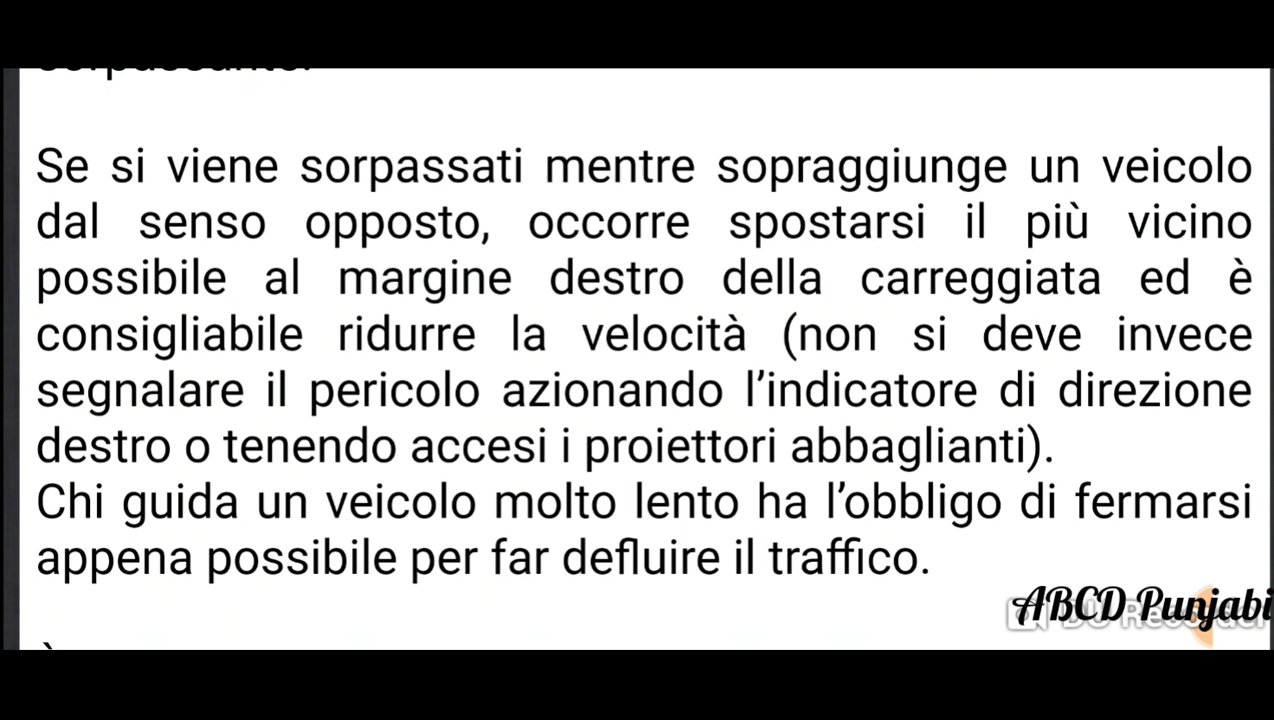 Se si viene sorpassati mentre sopraggiunge un veicolo
dal senso opposto, occorre spostarsi il più vicino
possibile al margine destro della carreggiata ed è
consigliabile ridurre la velocità (non si deve invece
segnalare il pericolo azionando l’indicatore di direzione
destro o tenendo accesi i proiettori abbaglianti).
Chi guida un veicolo molto lento ha l’obbligo di fermarsi
appena possibile per far defluire il traffico.
ABCD Punjabi